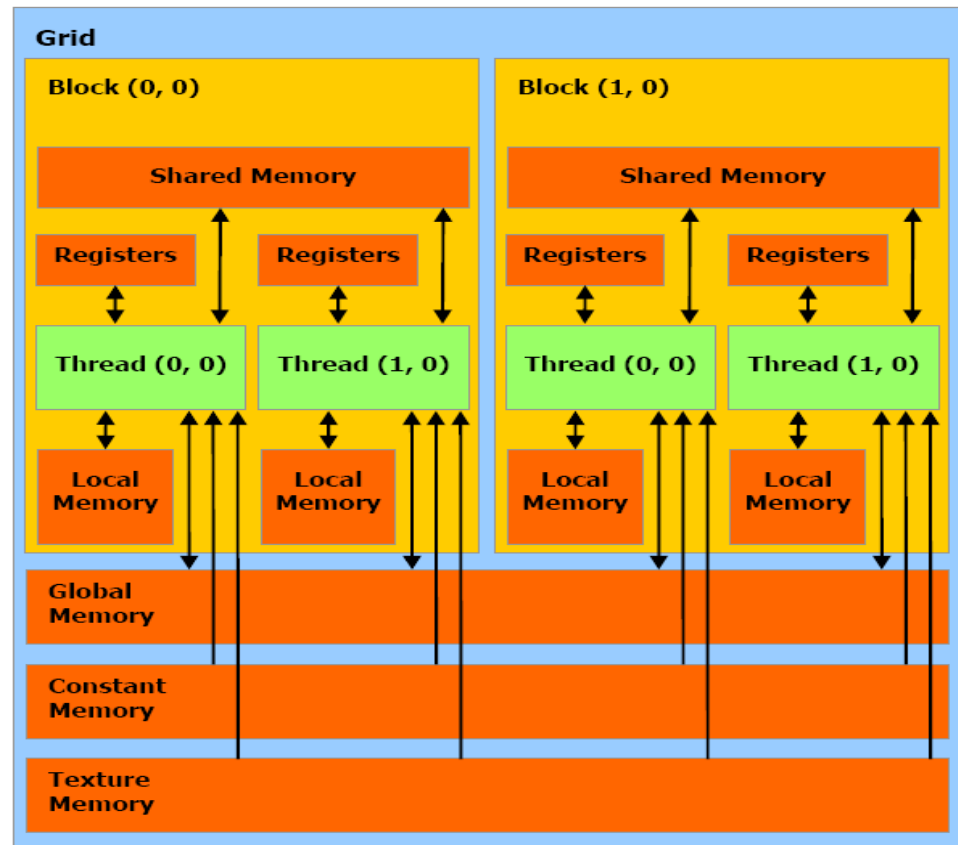 Grid
Block (0, 0)
Shared Memory
Registers
Registers
Thread (0, 0)
Thread (1, 0)
Local
Memory
Local
Memory
Block (1, 0)
Shared Memory
Registers
Registers
Thread (0, 0)
Thread (1, 0)
Local
Memory
Local
Memory
Global
Memory
Constant
Memory
Texture
Memory